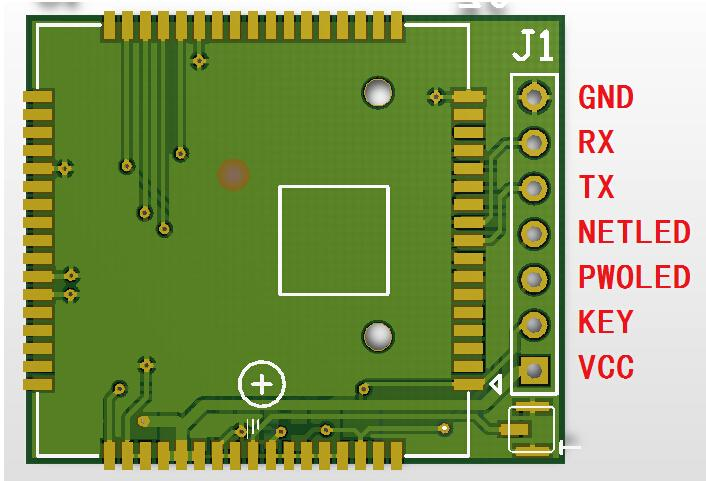 J1
GND
RX
TX
NETLED
PWOLED
KEY
VCC